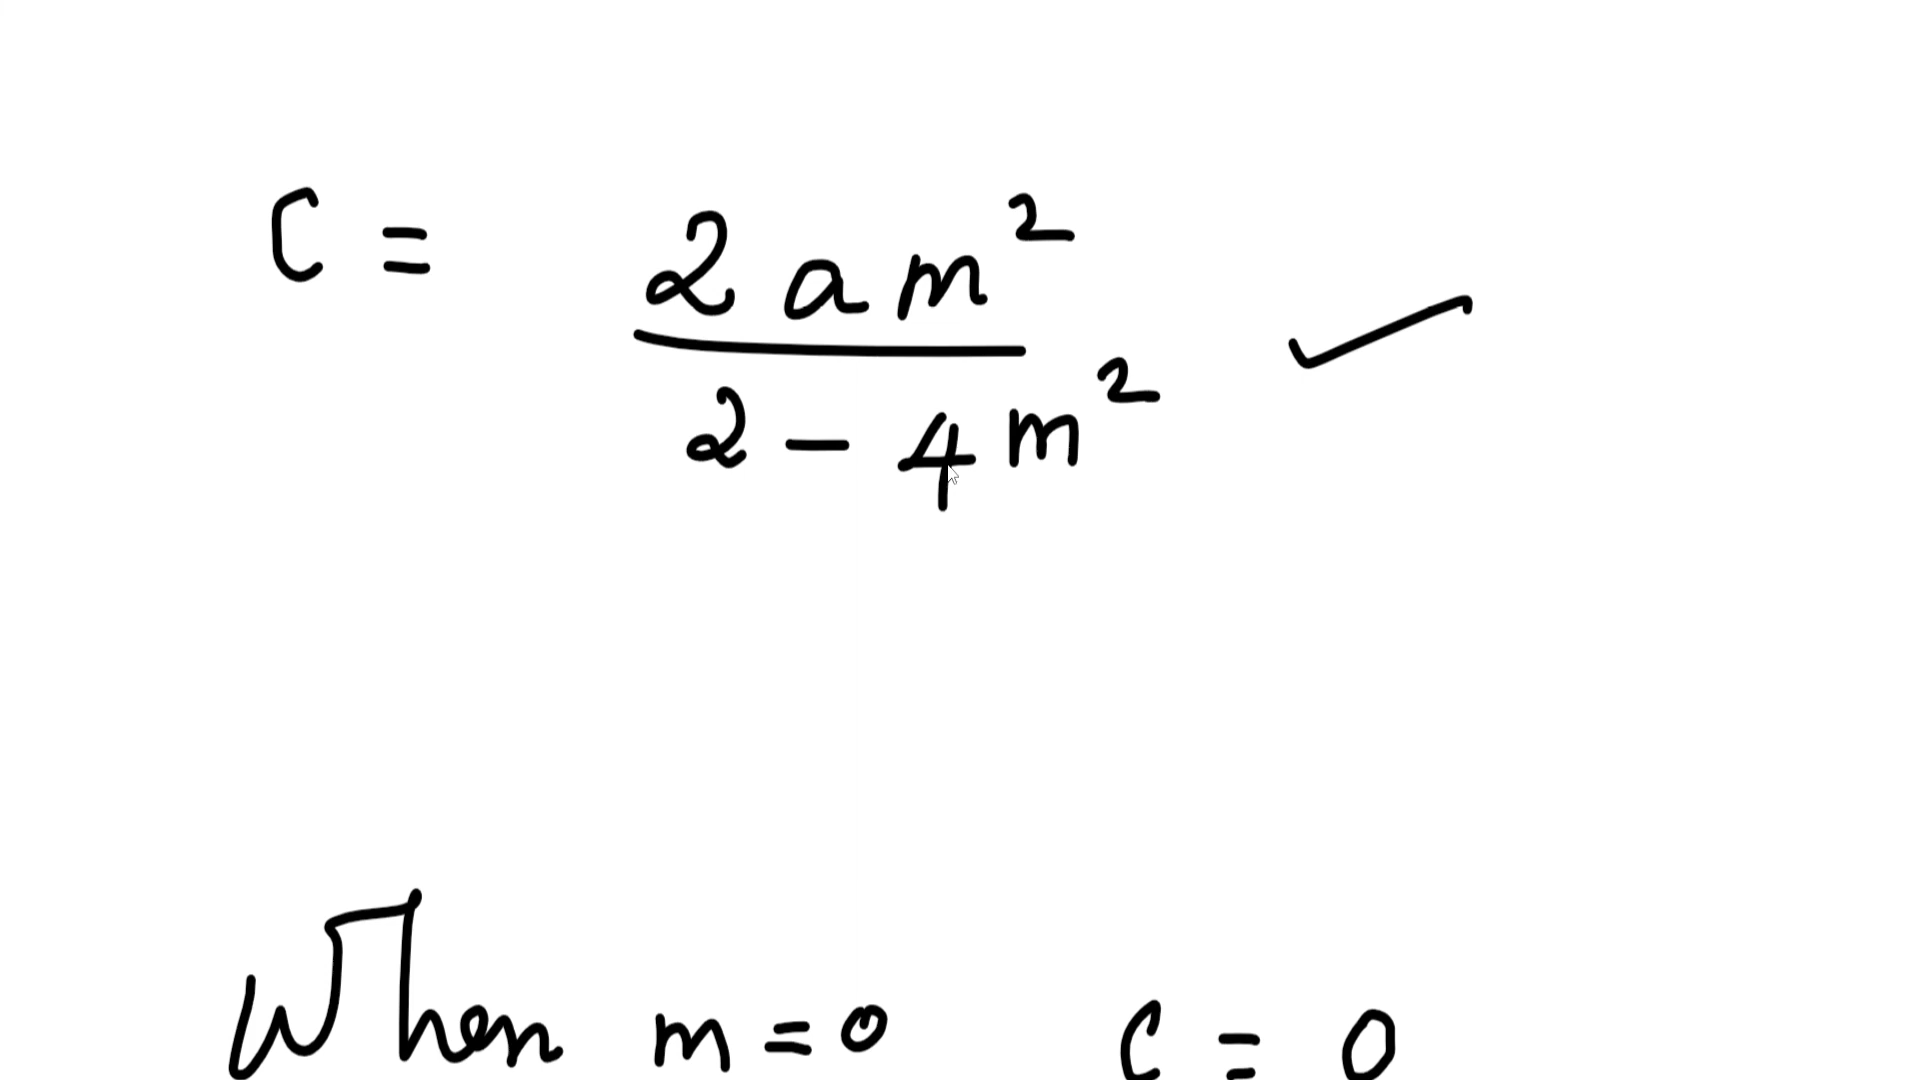 C = 2am²
2 - 4m²
When m = 0 C = 0